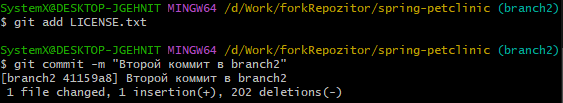 SystemX@DESKTOP-JGEHNIT MINGW64 /d/Work/forkRepozitor/spring-petclinic (branch2)
$ git add LICENSE.txt
SystemX@DESKTOP-JGEHNIT MINGW64 /d/Work/forkRepozitor/spring-petclinic (branch2)
$ git commit -m "Второй коммит в branch2"
[branch2 41159a8] Второй коммит в branch2
1 file changed, 1 insertion(+), 202 deletions(-)